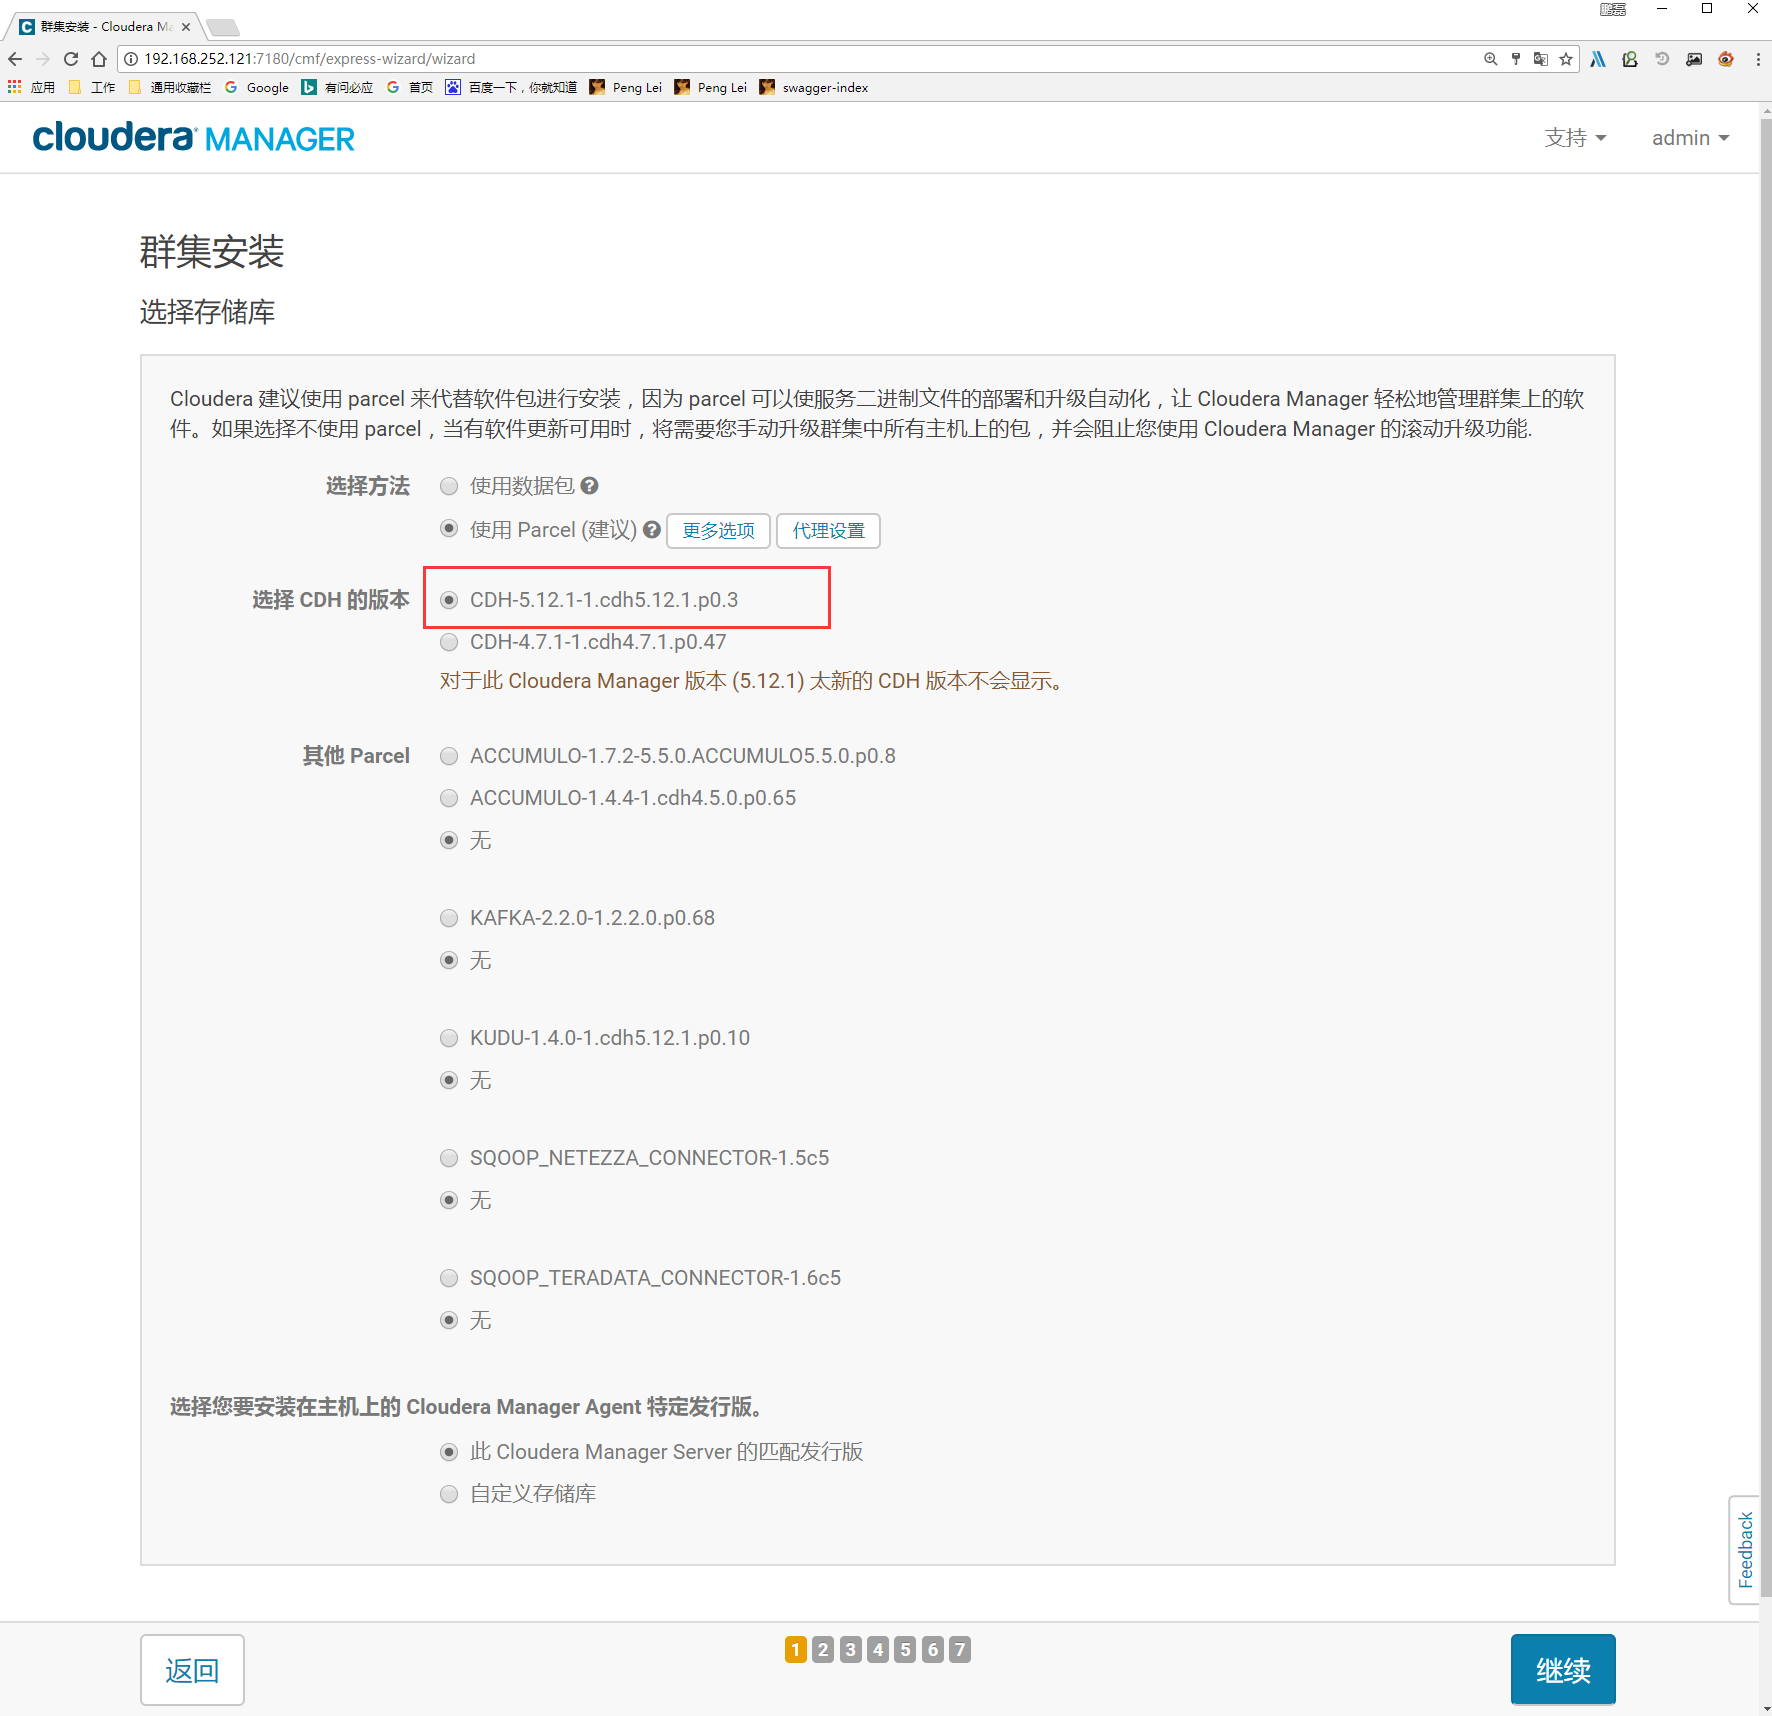 鹏磊
群集安装 - Cloudera Ma
192.168.252.121:7180/cmf/express-wizard/wizard
应用 工作 通用收藏栏 Google 有问必应 首页 百度一下，你就知道 Peng Lei Peng Lei swagger-index
cloudera MANAGER 支持 admin
群集安装
选择存储库
Cloudera 建议使用 parcel 来代替软件包进行安装，因为 parcel 可以使服务二进制文件的部署和升级自动化，让 Cloudera Manager 轻松地管理群集上的软
件。如果选择不使用 parcel，当有软件更新可用时，将需要您手动升级群集中所有主机上的包，并会阻止您使用 Cloudera Manager 的滚动升级功能.
选择方法 使用数据包
使用 Parcel (建议) 更多选项 代理设置
选择 CDH 的版本 CDH-5.12.1-1.cdh5.12.1.p0.3
CDH-4.7.1-1.cdh4.7.1.p0.47
对于此 Cloudera Manager 版本 (5.12.1) 太新的 CDH 版本不会显示。
其他 Parcel ACCUMULO-1.7.2-5.5.0.ACCUMULO5.5.0.p0.8
ACCUMULO-1.4.4-1.cdh4.5.0.p0.65
无
KAFKA-2.2.0-1.2.2.0.p0.68
无
KUDU-1.4.0-1.cdh5.12.1.p0.10
无
SQOOP_NETEZZA_CONNECTOR-1.5c5
无
SQOOP_TERADATA_CONNECTOR-1.6c5
无
选择您要安装在主机上的 Cloudera Manager Agent 特定发行版。
此 Cloudera Manager Server 的匹配发行版
自定义存储库
Feedback
返回 1 2 3 4 5 6 7 继续